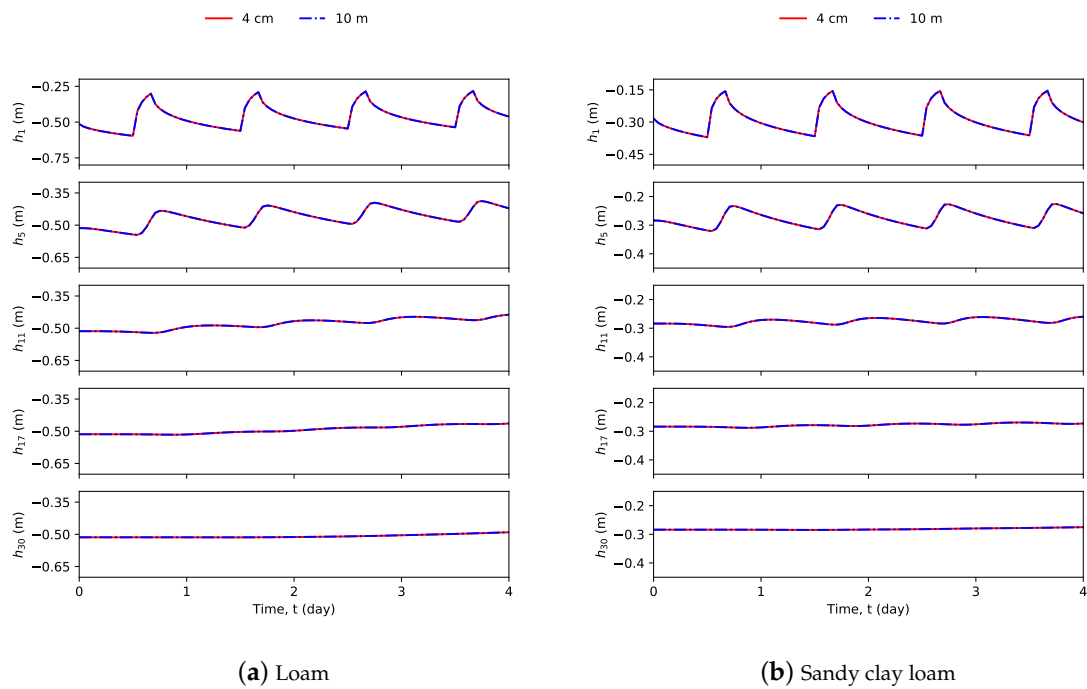 4 cm 10 m
−0.25
−0.50
−0.75
h1 (m)
−0.35
−0.50
−0.65
h5 (m)
−0.35
−0.50
−0.65
h11 (m)
−0.35
−0.50
−0.65
h17 (m)
−0.35
−0.50
−0.65
h30 (m)
0 1 2 3 4
Time, t (day)
(a) Loam
4 cm 10 m
−0.15
−0.30
−0.45
h1 (m)
−0.2
−0.3
−0.4
h5 (m)
−0.2
−0.3
−0.4
h11 (m)
−0.2
−0.3
−0.4
h17 (m)
−0.2
−0.3
−0.4
h30 (m)
0 1 2 3 4
Time, t (day)
(b) Sandy clay loam